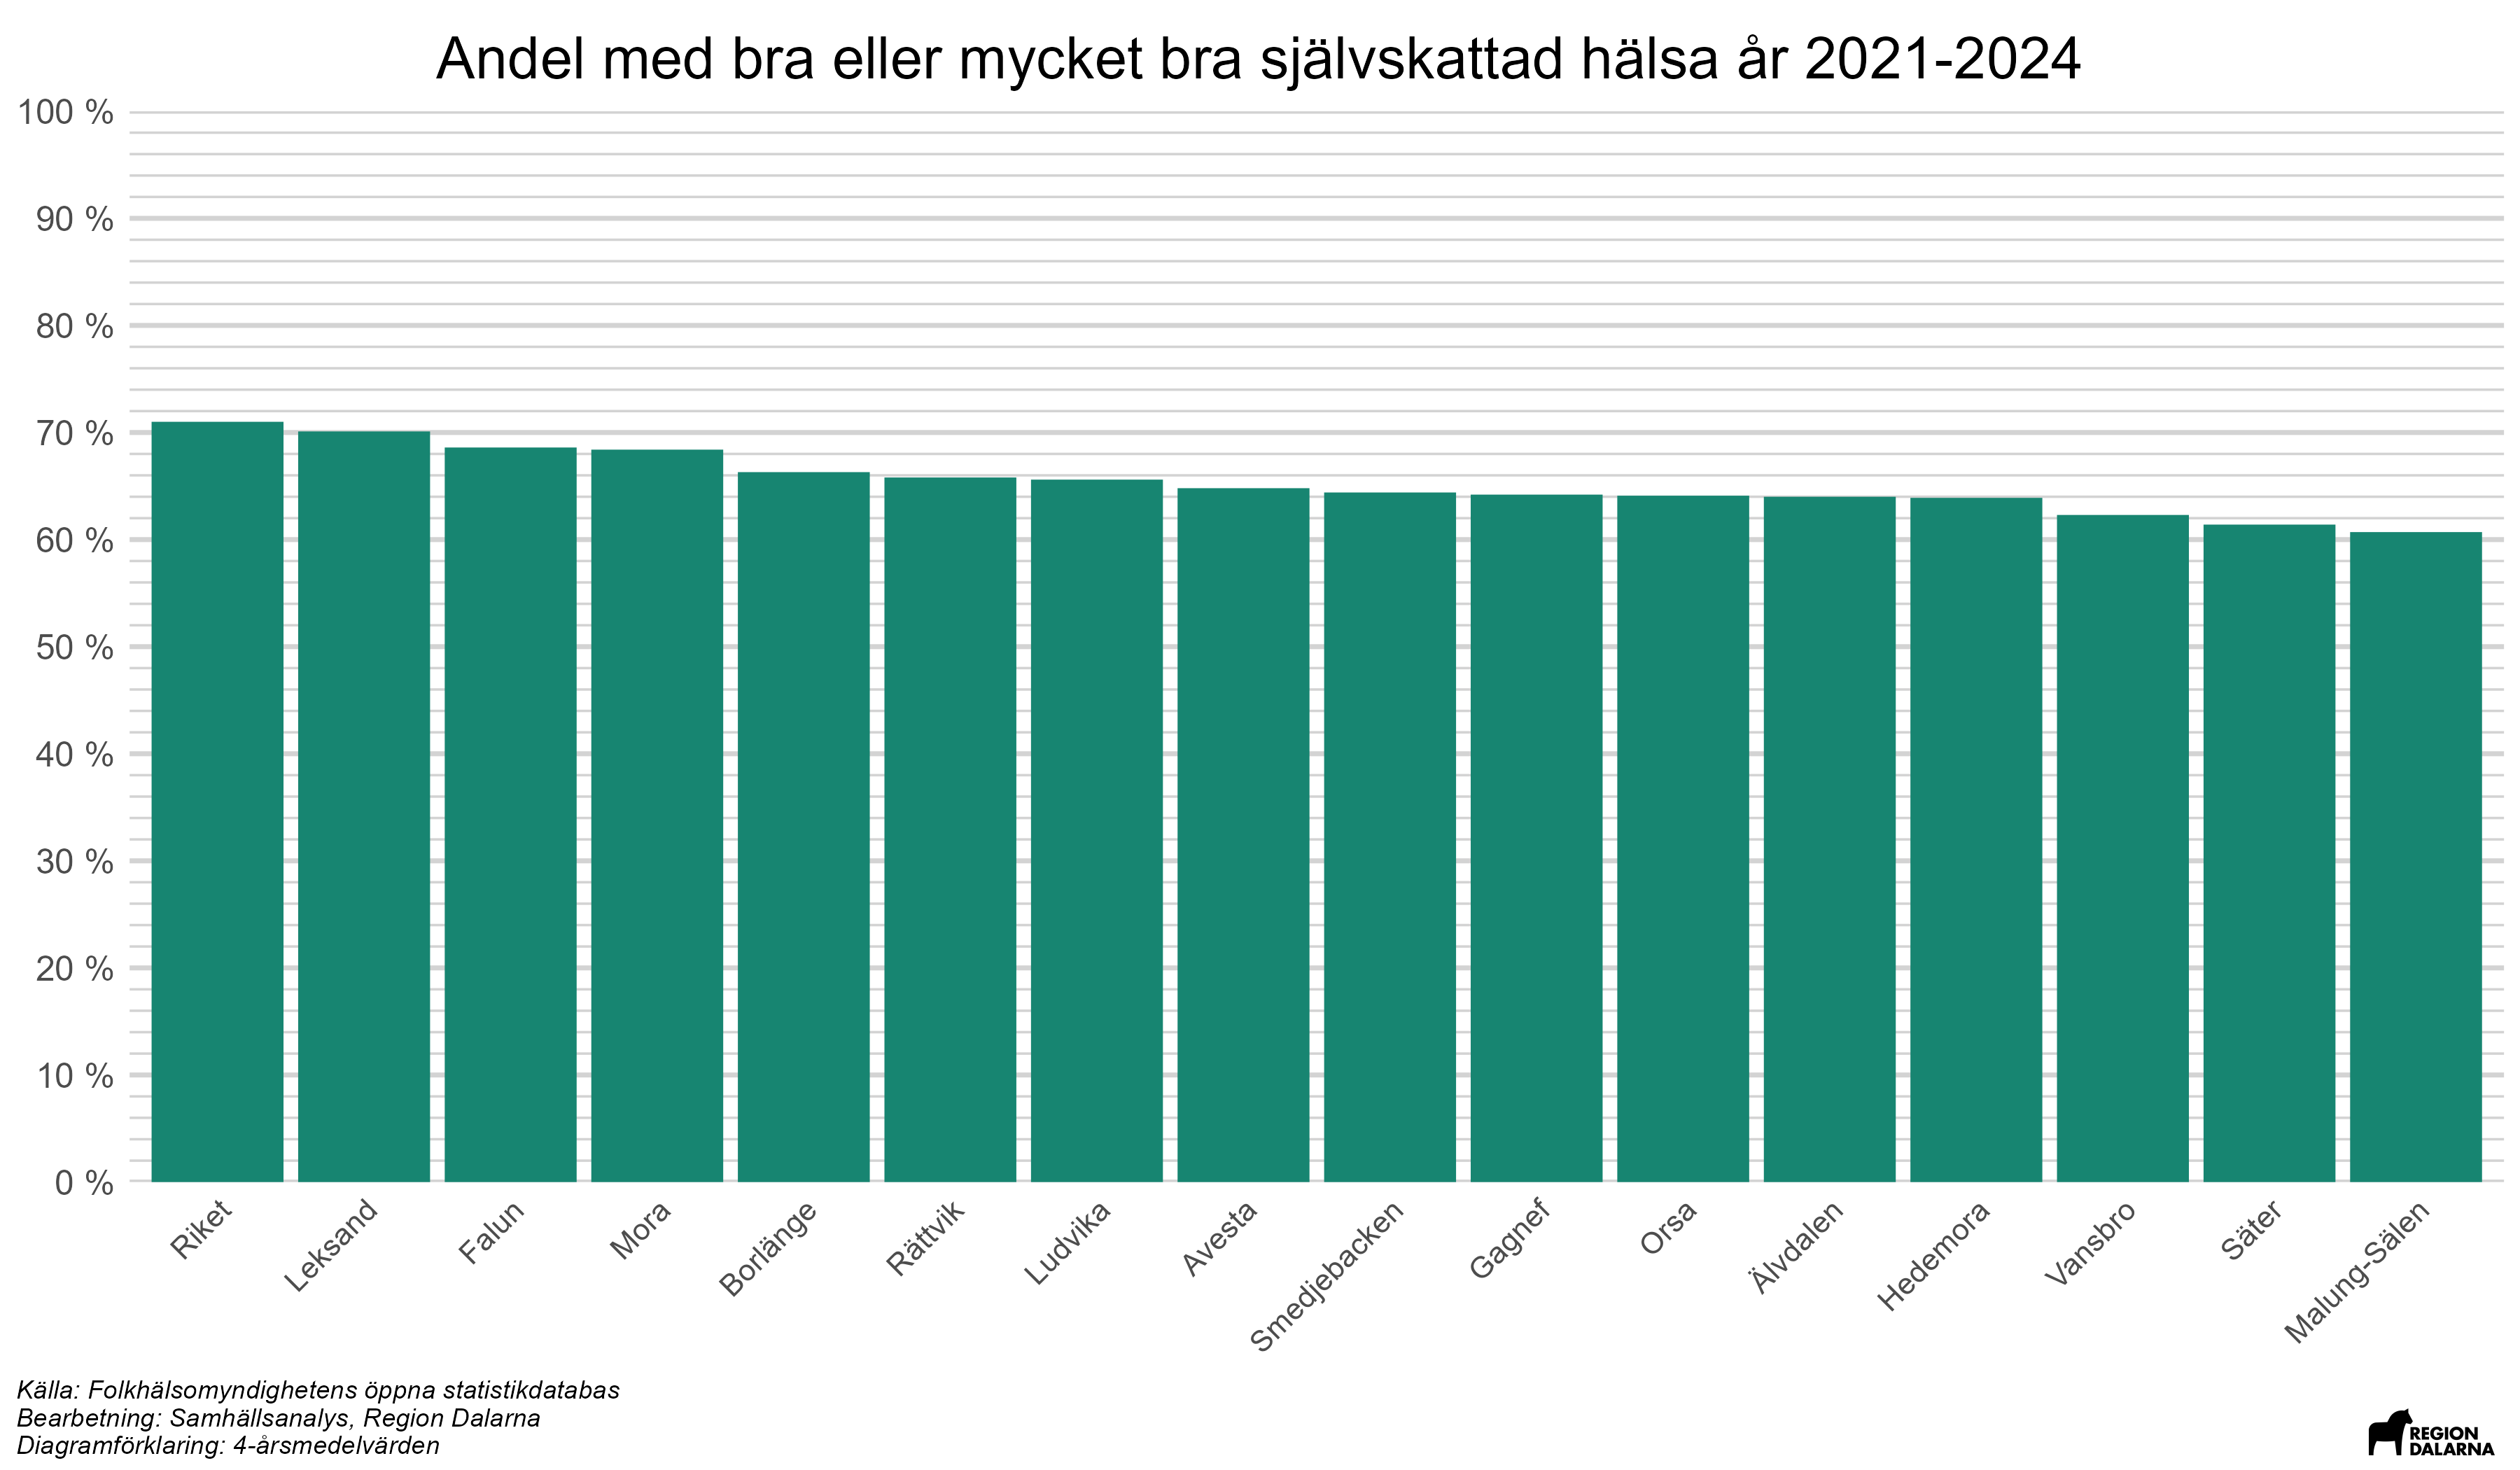 Andel med bra eller mycket bra självskattad hälsa år 2021-2024
100 %
90 %
80 %
70 %
60 %
50 %
40 %
30 %
20 %
10 %
0 %
Riket
Leksand
Falun
Mora
Borlänge
Rättvik
Ludvika
Avesta
Smedjebacken
Gagnef
Orsa
Älvdalen
Hedemora
Vansbro
Säter
Malung-Sälen
Källa: Folkhälsomyndighetens öppna statistikdatabas
Bearbetning: Samhällsanalys, Region Dalarna
Diagramförklaring: 4-årsmedelvärden
REGION
DALARNA